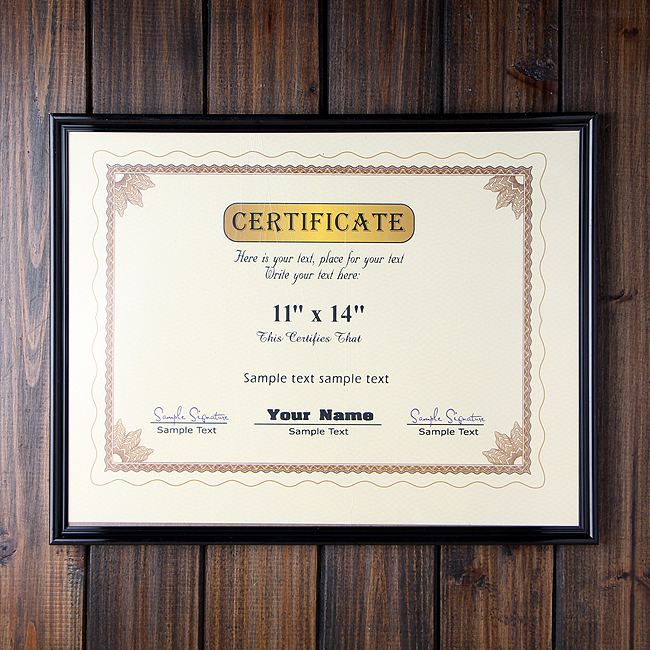 CERTIFICATE
Here is your text, place for your text
Write your text here:
11" x 14"
This Certifies That
Sample text sample text
Sample Signature Your Name Sample Signature
Sample Text Sample Text Sample Text